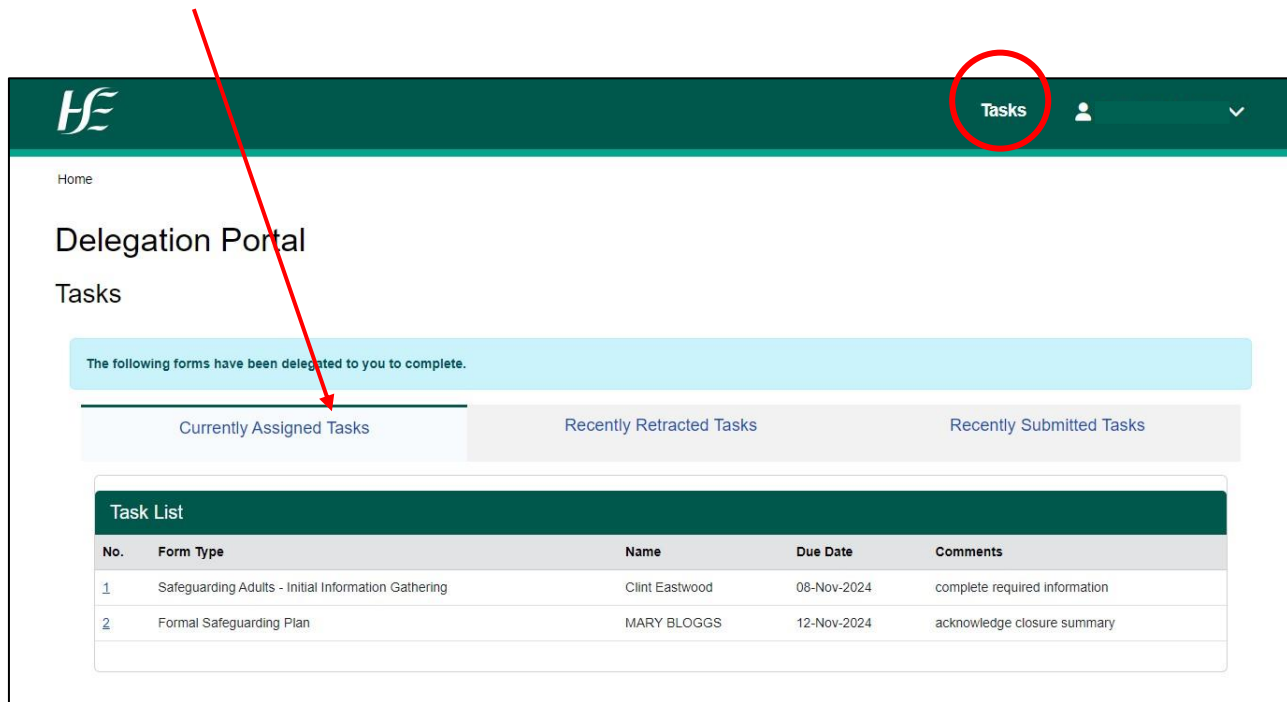 HSE
Tasks
Home
Delegation Portal
Tasks
The following forms have been delegated to you to complete.
Currently Assigned Tasks Recently Retracted Tasks Recently Submitted Tasks
Task List
No. Form Type Name Due Date Comments
1 Safeguarding Adults - Initial Information Gathering Clint Eastwood 08-Nov-2024 complete required information
2 Formal Safeguarding Plan MARY BLOGGS 12-Nov-2024 acknowledge closure summary